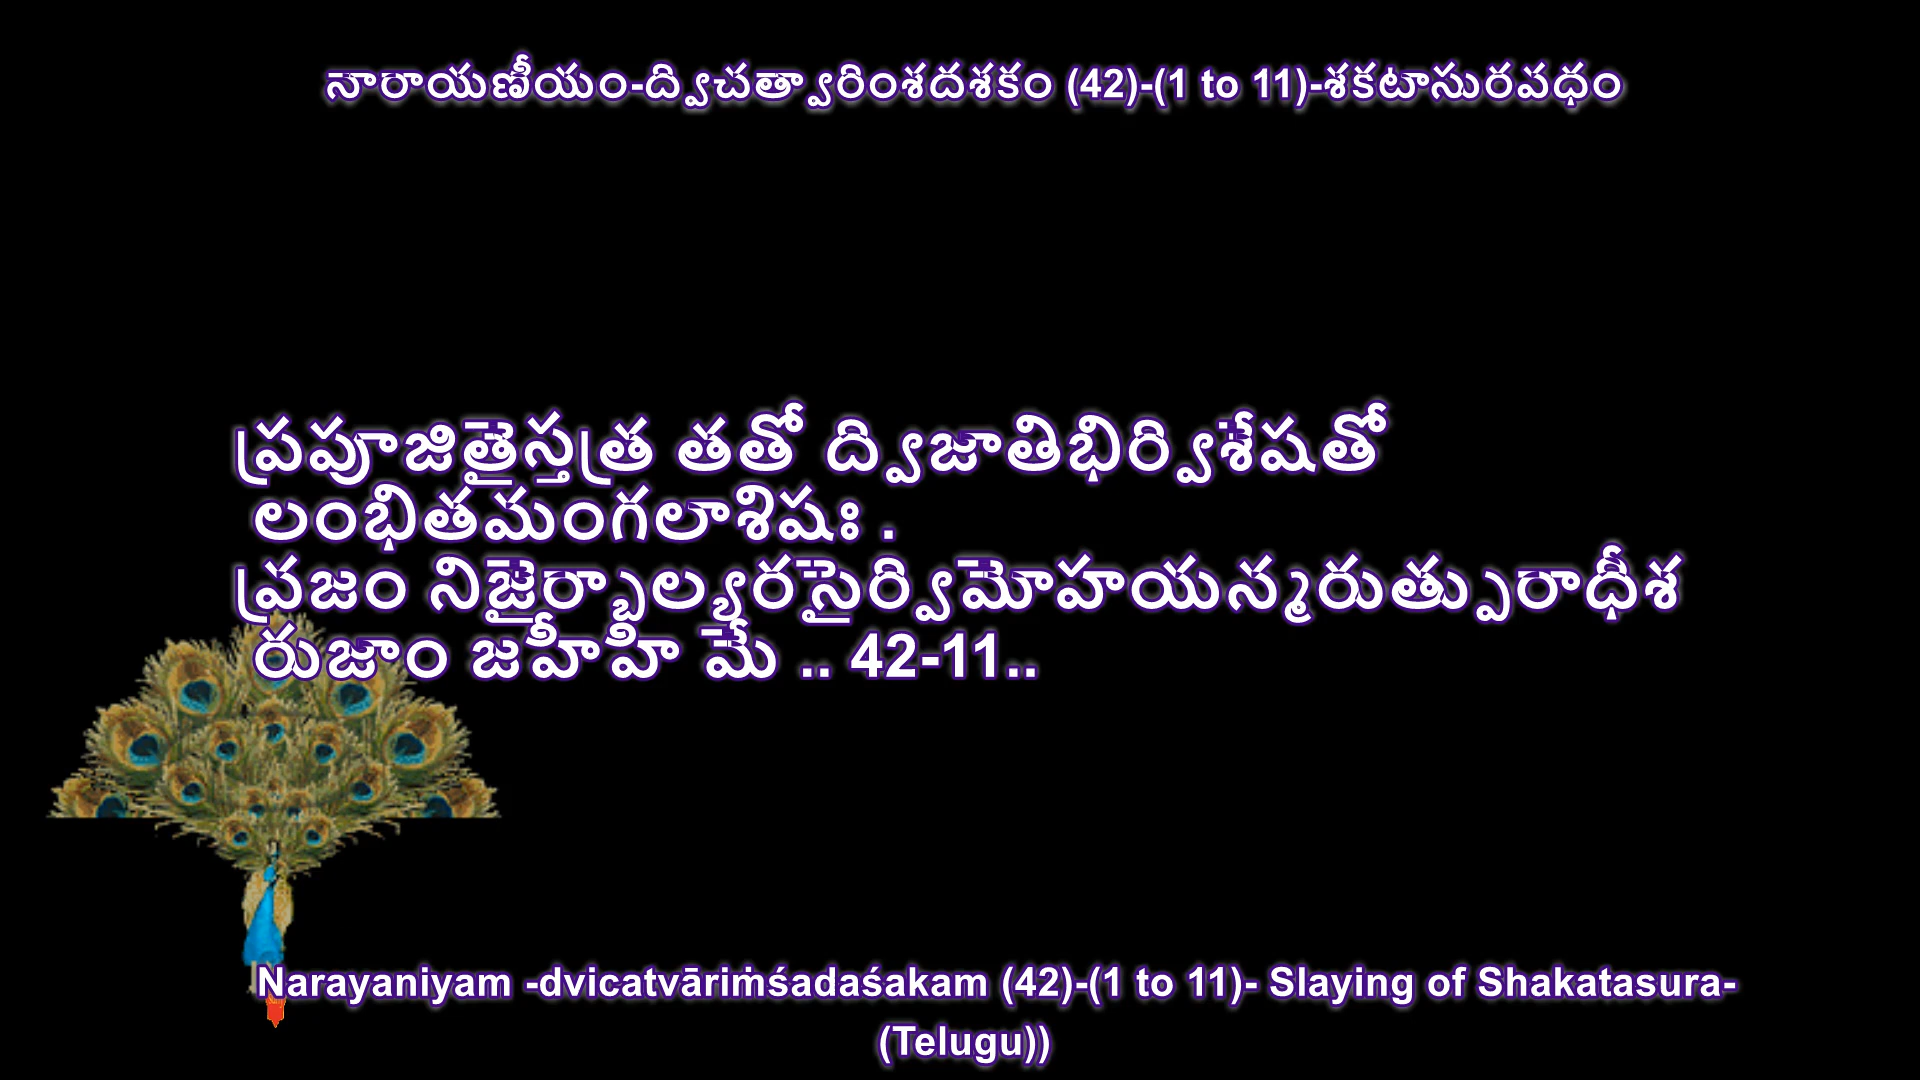 నారాయణీయం-ద్విచత్వారింశదశకం (42)-(1 to 11)-శకటాసురవధం
ప్రపూజితైస్తత్ర తతో ద్విజాతిభిర్విశేషతో
లంభితమంగలాశిషః .
వ్రజం నిజైర్బాల్యరసైర్విమోహయన్మరుత్పురాధీశ
రుజాం జహీహి మే .. 42-11..
Narayaniyam -dvicatvāriṁśadaśakam (42)-(1 to 11)- Slaying of Shakatasura-
(Telugu))